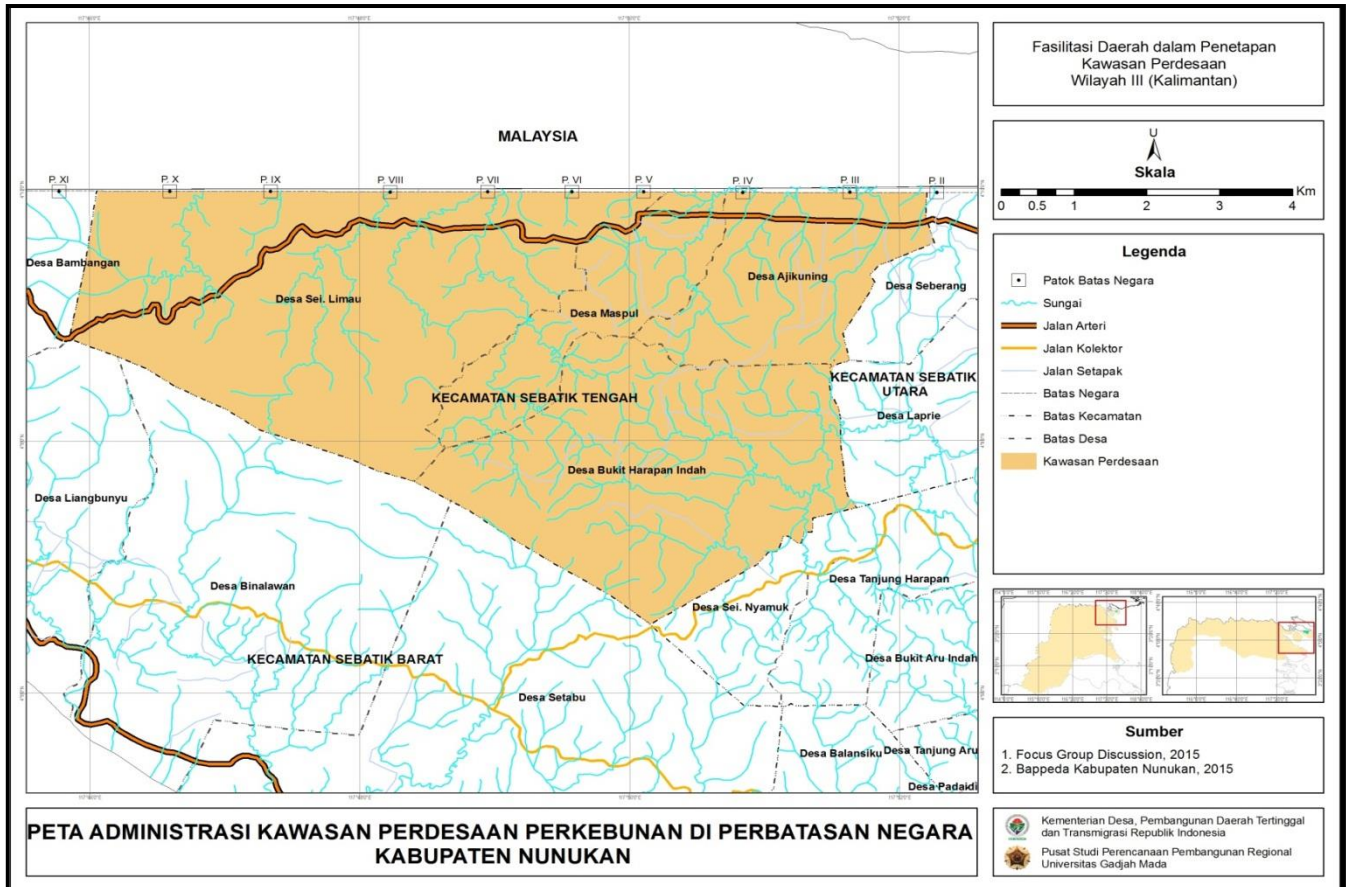 MALAYSIA
P. XI
P. X
P. IX
P. VIII
P. VII
P. VI
P. V
P. IV
P. III
P. II
Desa Bambangan
Desa Sei. Limau
Desa Maspul
Desa Ajikuning
Desa Seberang
KECAMATAN SEBATIK TENGAH
KECAMATAN SEBATIK
UTARA
Desa Laprie
Desa Bukit Harapan Indah
Desa Liangbunyu
Desa Binalawan
Desa Tanjung Harapan
Desa Sei. Nyamuk
KECAMATAN SEBATIK BARAT
Desa Bukit Aru Indah
Desa Setabu
Desa Balansiku
Desa Tanjung Aru
Desa Padaidi
PETA ADMINISTRASI KAWASAN PERDESAAN PERKEBUNAN DI PERBATASAN NEGARA
KABUPATEN NUNUKAN
Fasilitasi Daerah dalam Penetapan
Kawasan Perdesaan
Wilayah III (Kalimantan)
U
Skala
Km
0 0.5 1 2 3 4
Legenda
Patok Batas Negara
Sungai
Jalan Arteri
Jalan Kolektor
Jalan Setapak
Batas Negara
Batas Kecamatan
Batas Desa
Kawasan Perdesaan
Sumber
1. Focus Group Discussion, 2015
2. Bappeda Kabupaten Nunukan, 2015
Kementerian Desa, Pembangunan Daerah Tertinggal
dan Transmigrasi Republik Indonesia
Pusat Studi Perencanaan Pembangunan Regional
Universitas Gadjah Mada